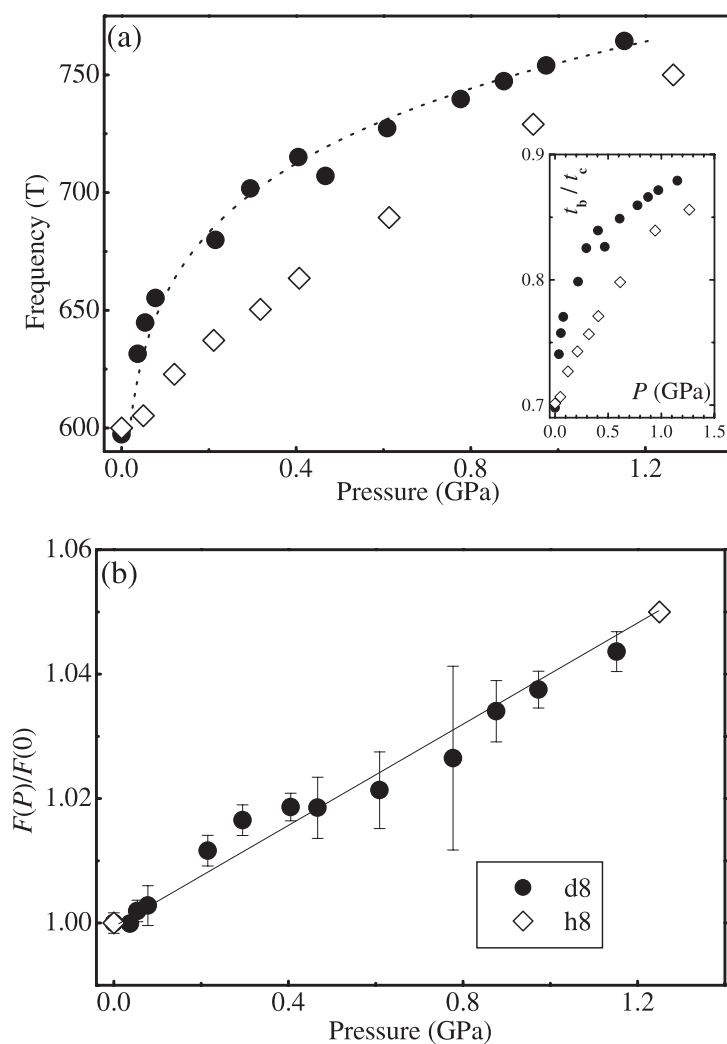 (a)
750
700
650
600
Frequency (T)
0.0 0.4 0.8 1.2
Pressure (GPa)
0.9
0.8
0.7
t_b / t_c
P (GPa)
0.0 0.5 1.0 1.5
(b)
1.06
1.04
1.02
1.00
F(P)/F(0)
d8
h8
0.0 0.4 0.8 1.2
Pressure (GPa)